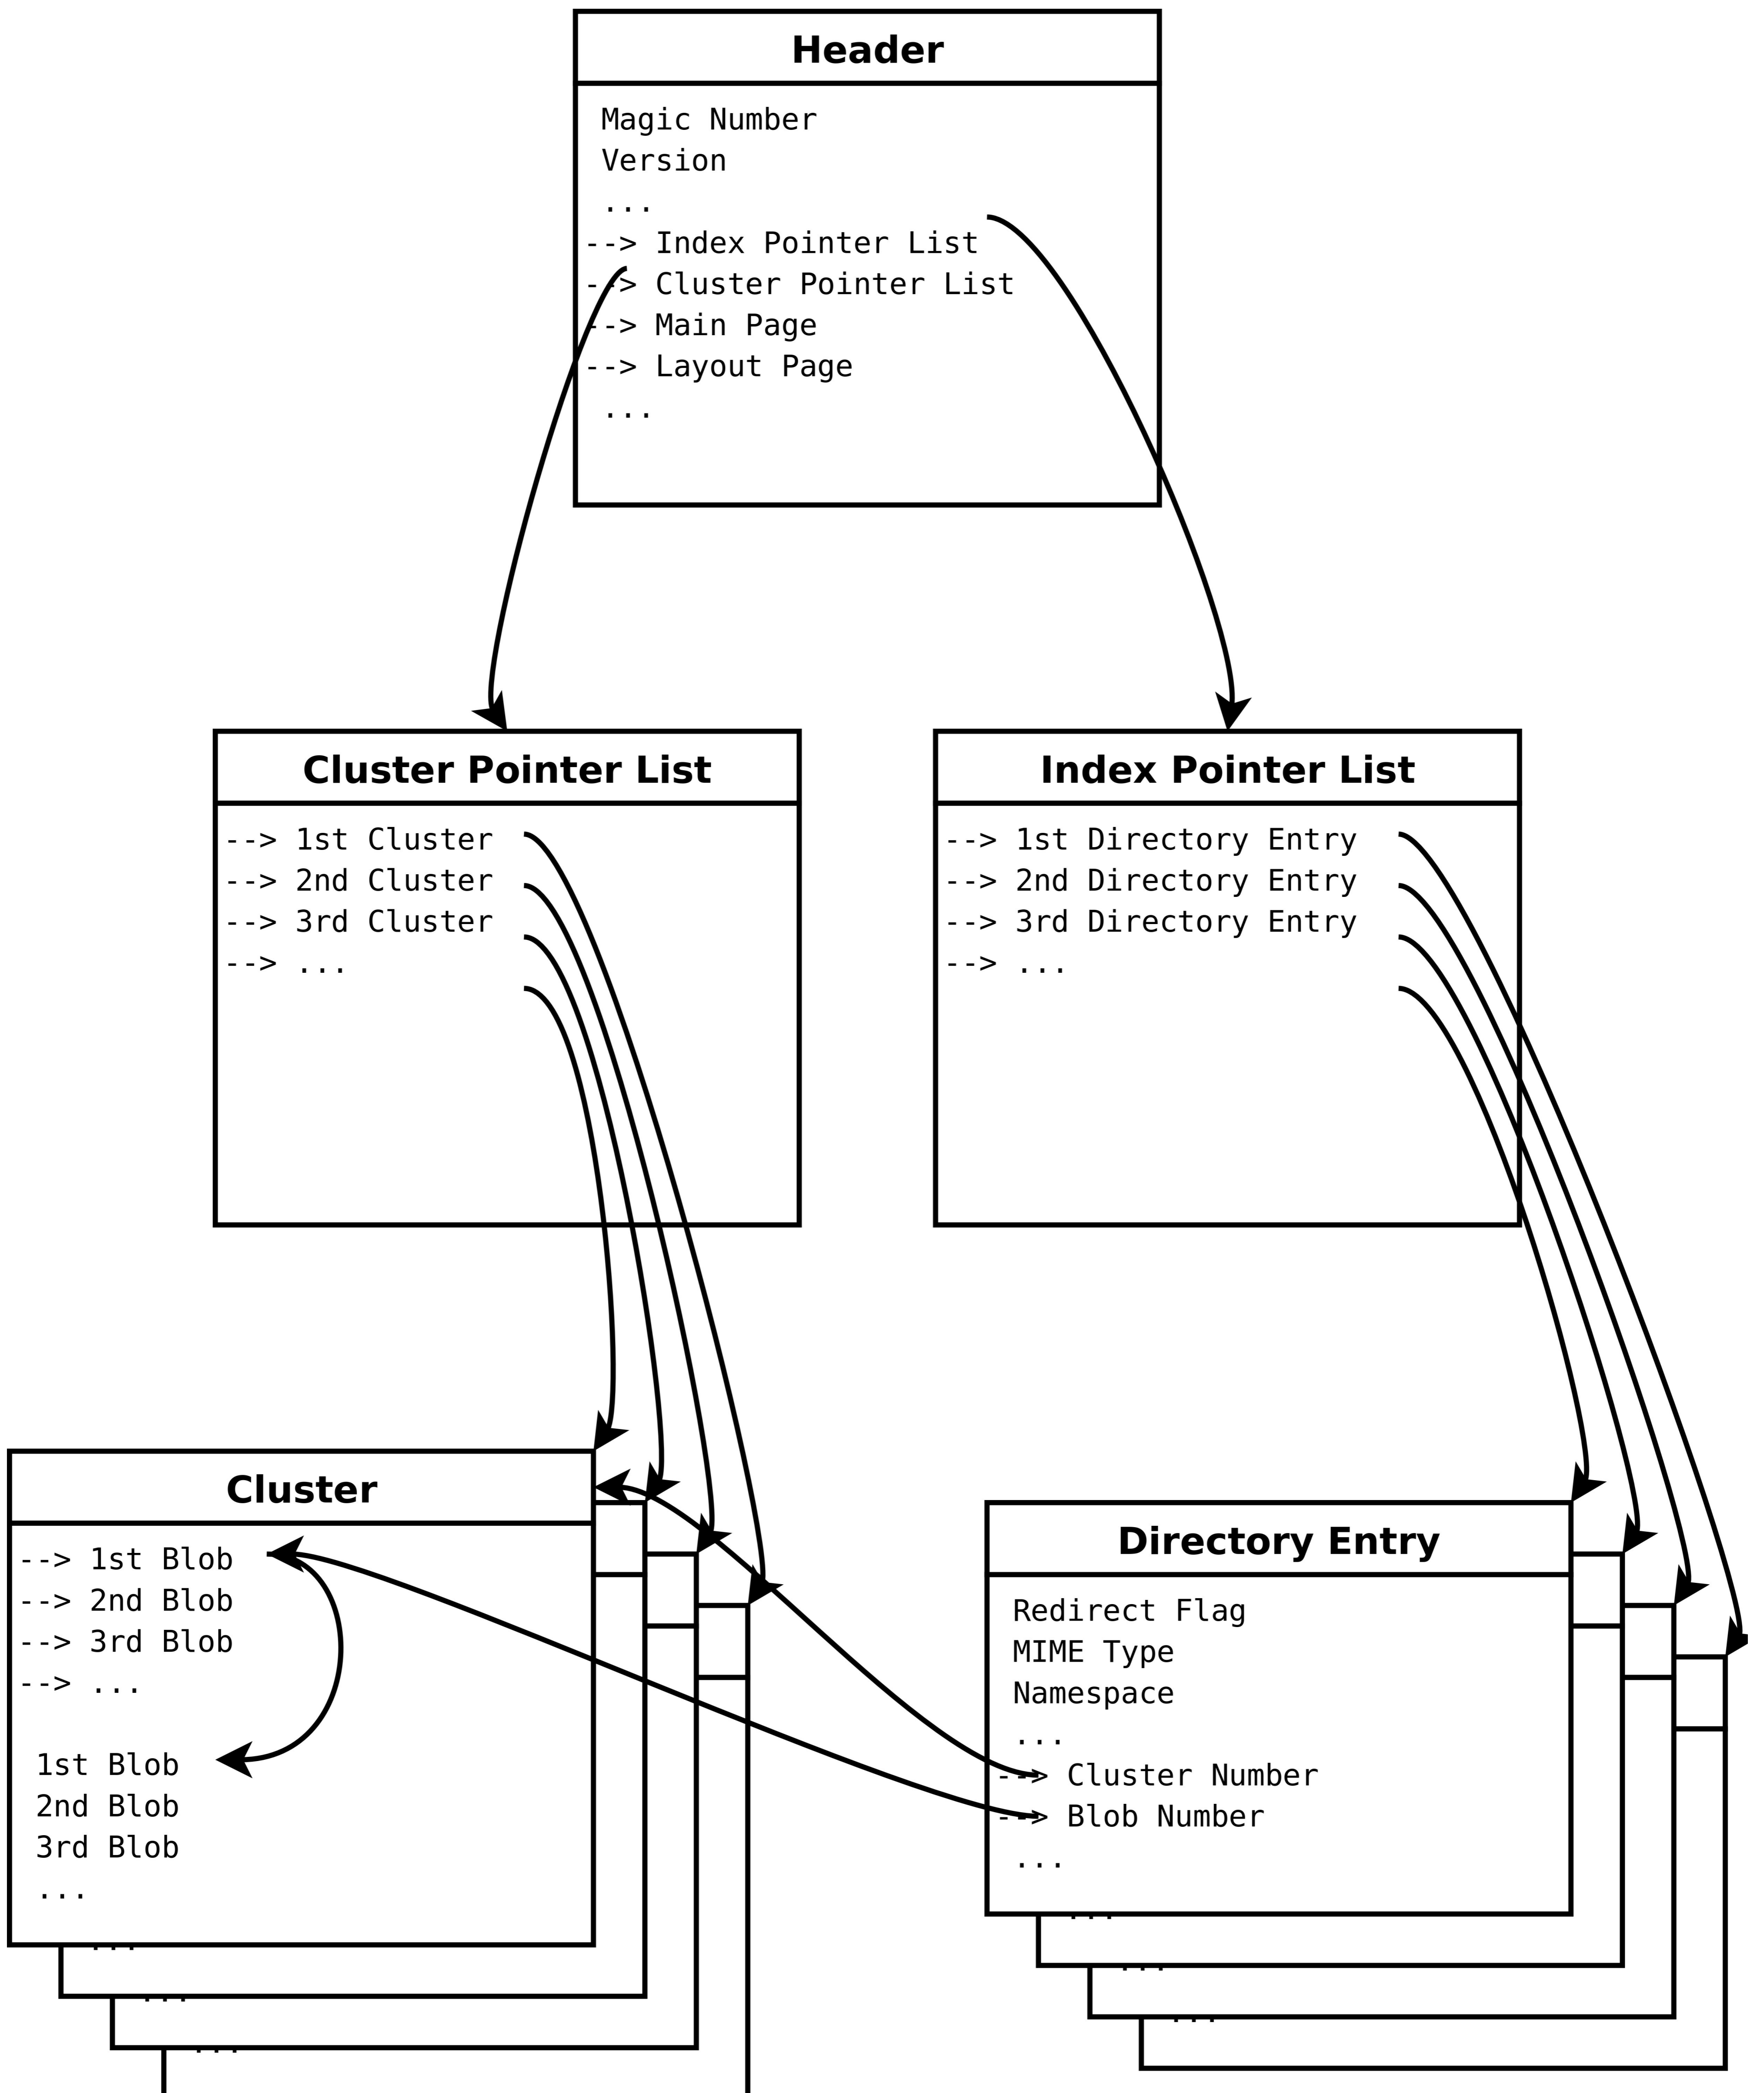 Header
Magic Number
Version
...
--> Index Pointer List
--> Cluster Pointer List
--> Main Page
--> Layout Page
...
Cluster Pointer List
--> 1st Cluster
--> 2nd Cluster
--> 3rd Cluster
--> ...
Index Pointer List
--> 1st Directory Entry
--> 2nd Directory Entry
--> 3rd Directory Entry
--> ...
Cluster
--> 1st Blob
--> 2nd Blob
--> 3rd Blob
--> ...
1st Blob
2nd Blob
3rd Blob
...
...
...
...
Directory Entry
Redirect Flag
MIME Type
Namespace
...
--> Cluster Number
--> Blob Number
...
...
...
...